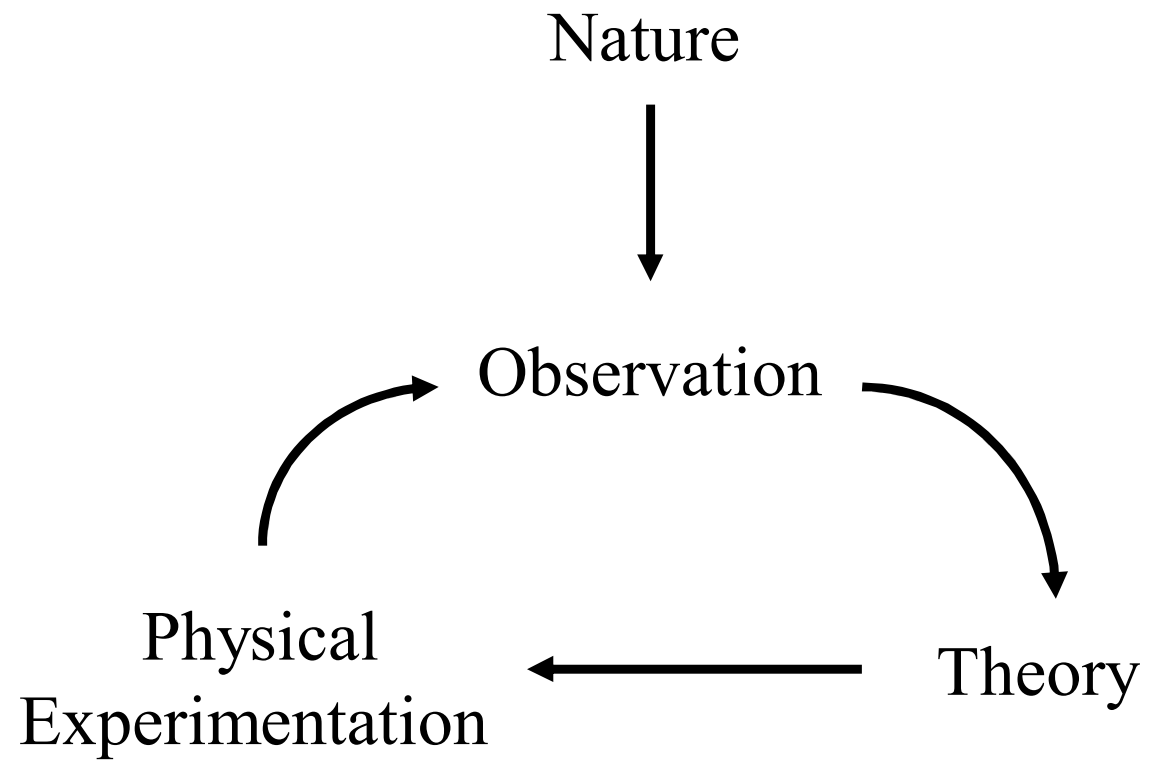 Nature
Observation
Physical
Experimentation
Theory